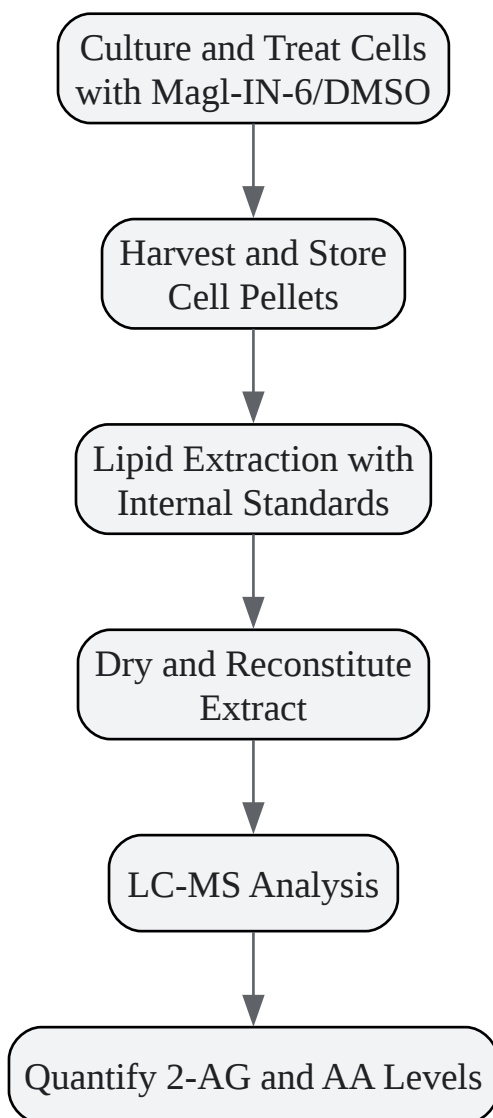 Culture and Treat Cells
with Magl-IN-6/DMSO
Harvest and Store
Cell Pellets
Lipid Extraction with
Internal Standards
Dry and Reconstitute
Extract
LC-MS Analysis
Quantify 2-AG and AA Levels